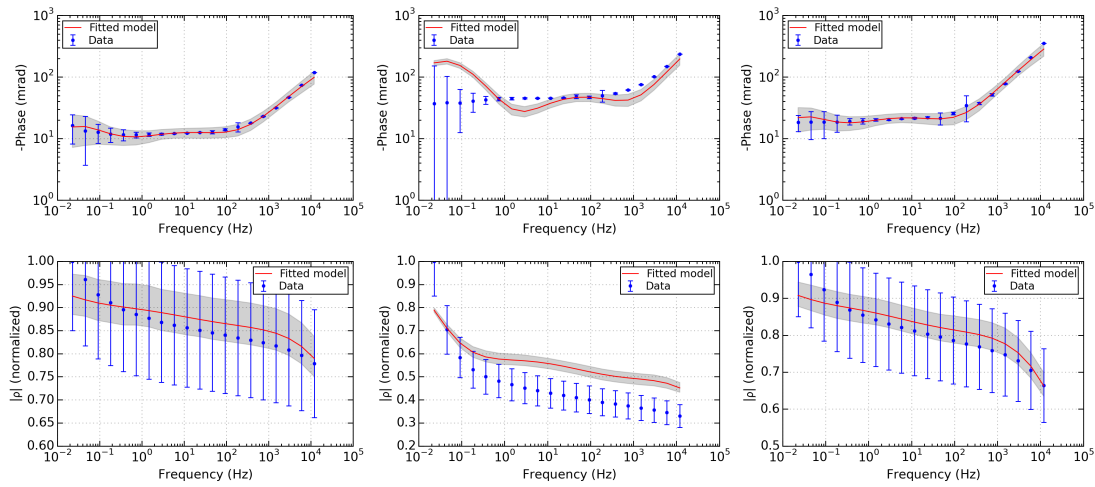 10³
10²
10¹
10⁰
-Phase (mrad)
Fitted model
Data
10⁻² 10⁻¹ 10⁰ 10¹ 10² 10³ 10⁴ 10⁵
Frequency (Hz)
10³
10²
10¹
10⁰
-Phase (mrad)
Fitted model
Data
10⁻² 10⁻¹ 10⁰ 10¹ 10² 10³ 10⁴ 10⁵
Frequency (Hz)
10³
10²
10¹
10⁰
-Phase (mrad)
Fitted model
Data
10⁻² 10⁻¹ 10⁰ 10¹ 10² 10³ 10⁴ 10⁵
Frequency (Hz)
1.00
0.95
0.90
0.85
0.80
0.75
0.70
0.65
0.60
|ρ| (normalized)
Fitted model
Data
10⁻² 10⁻¹ 10⁰ 10¹ 10² 10³ 10⁴ 10⁵
Frequency (Hz)
1.0
0.9
0.8
0.7
0.6
0.5
0.4
0.3
0.2
|ρ| (normalized)
Fitted model
Data
10⁻² 10⁻¹ 10⁰ 10¹ 10² 10³ 10⁴ 10⁵
Frequency (Hz)
1.0
0.9
0.8
0.7
0.6
0.5
|ρ| (normalized)
Fitted model
Data
10⁻² 10⁻¹ 10⁰ 10¹ 10² 10³ 10⁴ 10⁵
Frequency (Hz)